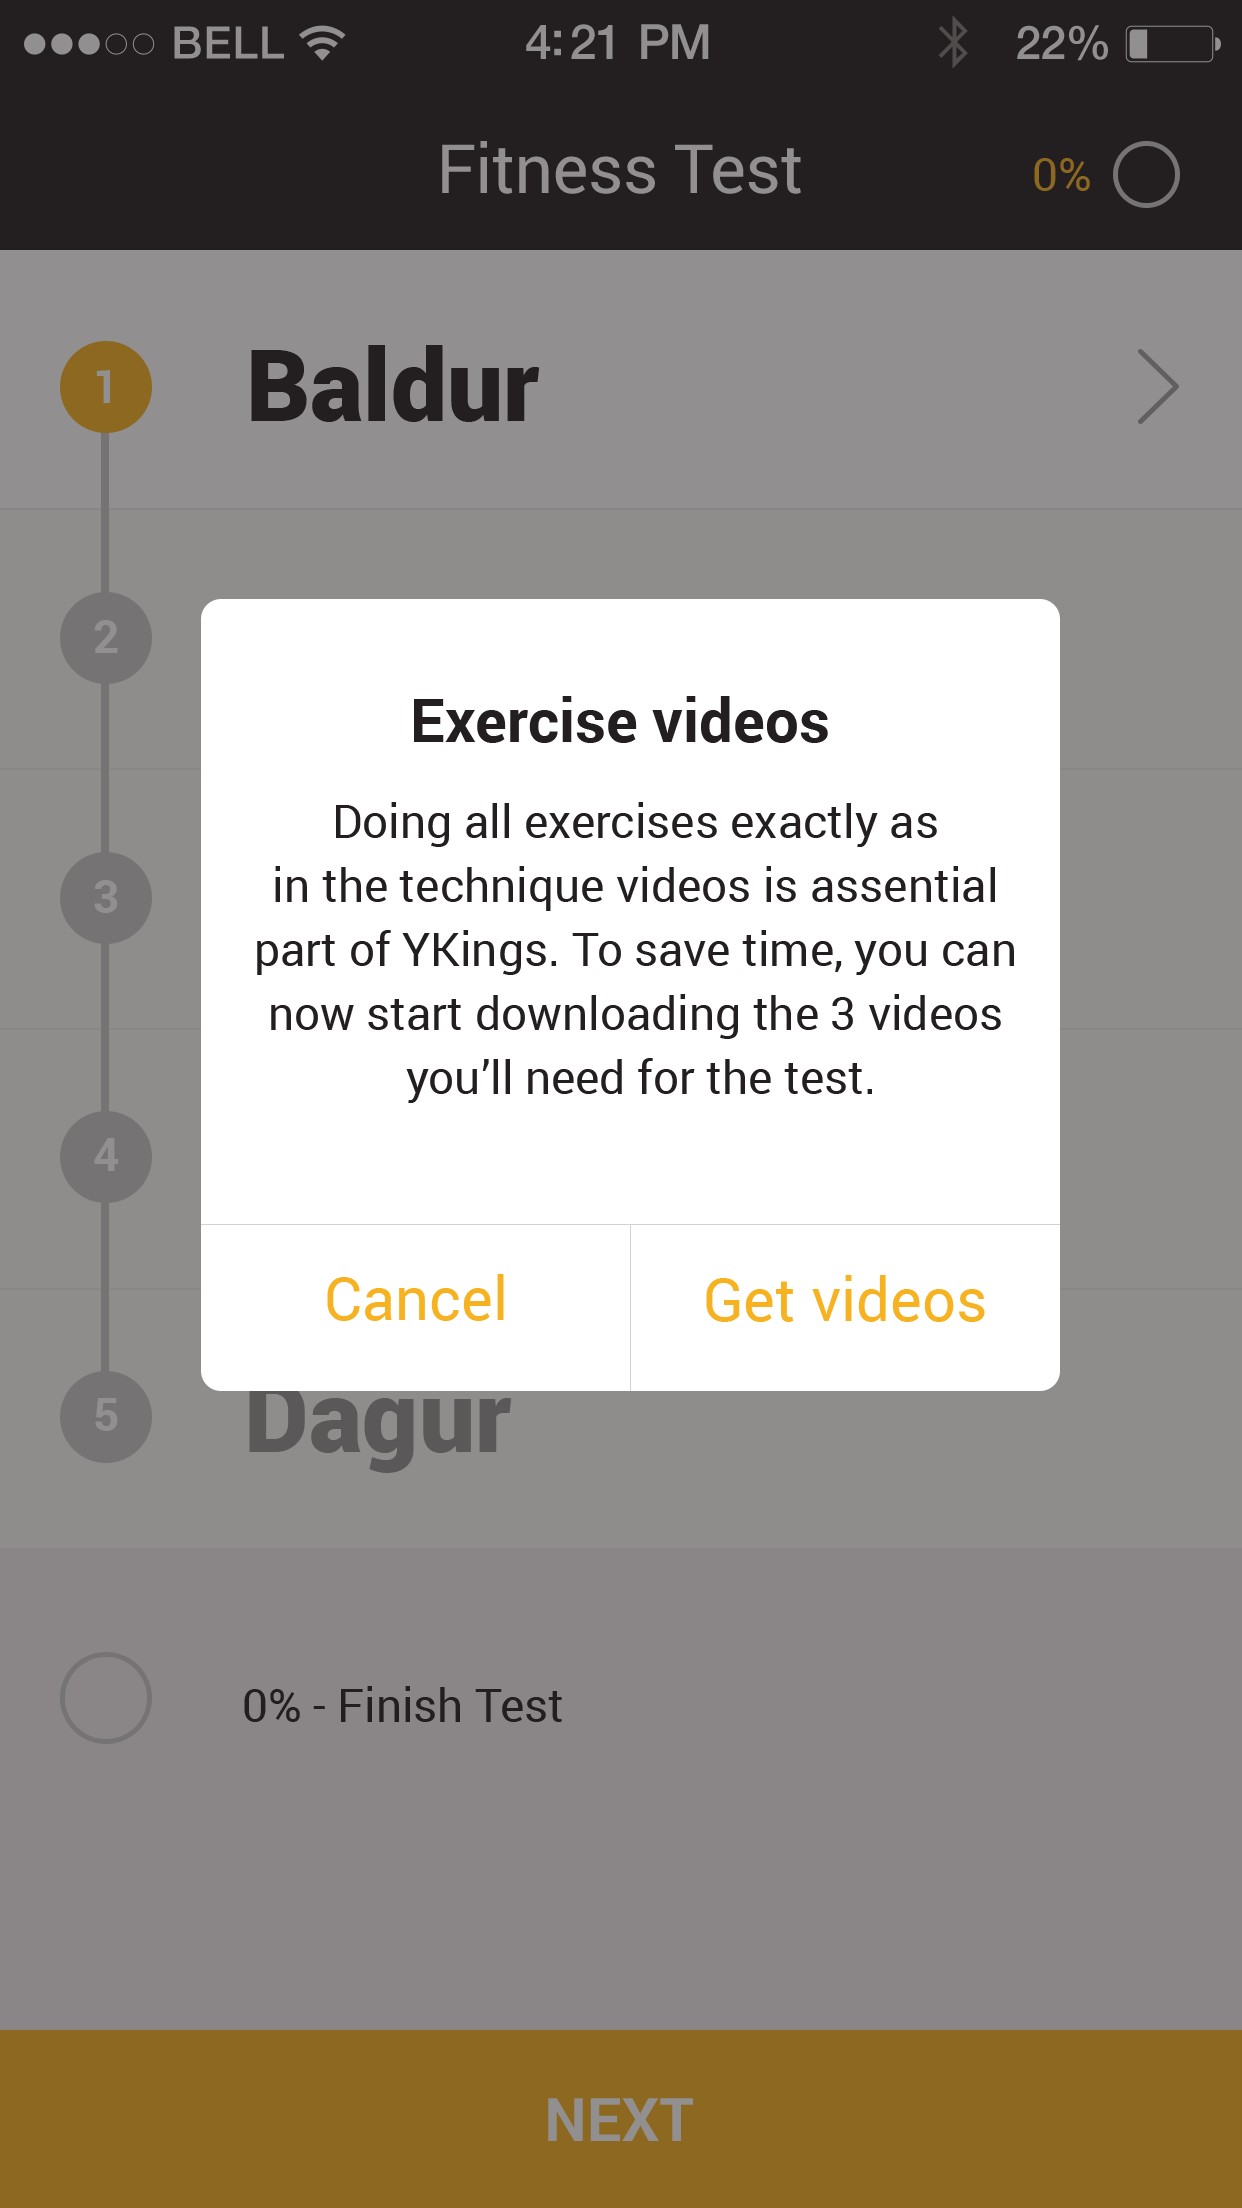 BELL 4:21 PM 22%
Fitness Test 0%
1 Baldur
2
Exercise videos
Doing all exercises exactly as
in the technique videos is assential
3
part of YKings. To save time, you can
now start downloading the 3 videos
you’ll need for the test.
4
Cancel Get videos
5 Dagur
0% - Finish Test
NEXT